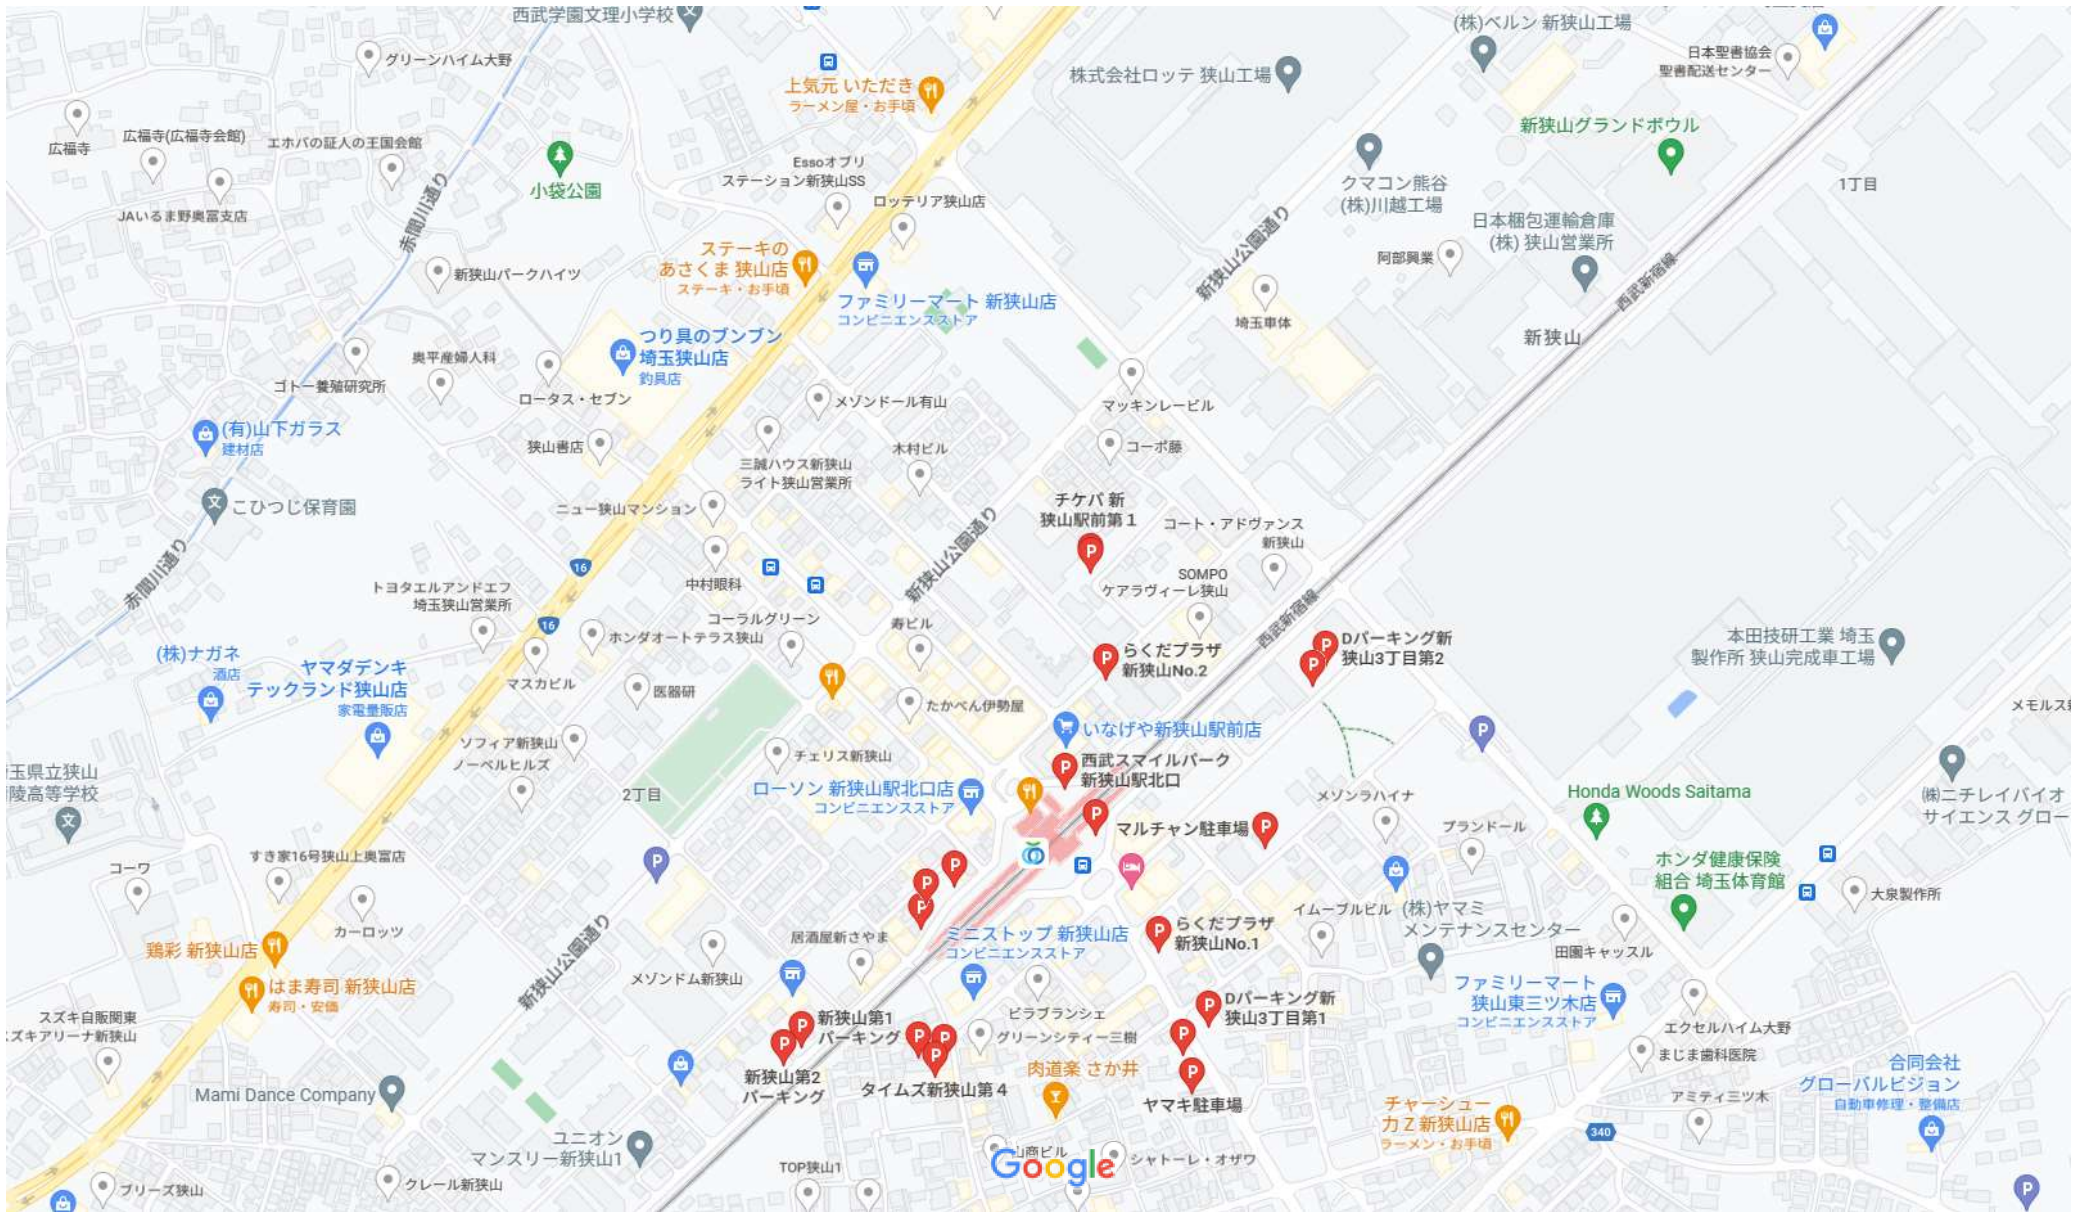 西武学園文理小学校
グリーンハイム大野
(株)ベルン 新狭山工場
日本聖書協会
聖書配送センター
株式会社ロッテ 狭山工場
上気元 いただき
ラーメン屋・お手頃
広福寺
広福寺(広福寺会館)
エホバの証人の王国会館
新狭山グランドボウル
小袋公園
Essoオブリ
ステーション新狭山SS
クマコン熊谷
(株)川越工場
1丁目
JAいるま野奥富支店
赤間川通り
ロッテリア狭山店
日本梱包運輸倉庫
(株) 狭山営業所
新狭山公園通り
ステーキの
あさくま 狭山店
ステーキ・お手頃
阿部興業
新狭山パークハイツ
西武新宿線
ファミリーマート 新狭山店
コンビニエンスストア
埼玉車体
新狭山
つり具のブンブン
埼玉狭山店
釣具店
奥平産婦人科
ゴトー養殖研究所
ロータス・セブン
メゾンドール有山
マッキンレービル
(有)山下ガラス
建材店
狭山書店
木村ビル
コーポ藤
三誠ハウス新狭山
ライト狭山営業所
こひつじ保育園
ニュー狭山マンション
チケパ 新
狭山駅前第1
コート・アドヴァンス
新狭山
新狭山公園通り
赤間川通り
16
中村眼科
SOMPO
ケアラヴィーレ狭山
トヨタエルアンドエフ
埼玉狭山営業所
16
コーラルグリーン
ホンダオートテラス狭山
寿ビル
西武新宿線
(株)ナガネ
酒店
ヤマダデンキ
テックランド狭山店
家電量販店
マスカビル
医器研
たかべん伊勢屋
らくだプラザ
新狭山No.2
Dパーキング新
狭山3丁目第2
本田技研工業 埼玉
製作所 狭山完成車工場
メモルス
いなげや新狭山駅前店
ソフィア新狭山
ノーベルヒルズ
チェリス新狭山
西武スマイルパーク
新狭山駅北口
玉県立狭山
陵高等学校
2丁目
ローソン 新狭山駅北口店
コンビニエンスストア
メゾンラハイナ
Honda Woods Saitama
㈱ニチレイバイオ
サイエンス グロー
マルチャン駐車場
ブランドール
コーワ
すき家16号狭山上奥富店
ホンダ健康保険
組合 埼玉体育館
大泉製作所
カーロッツ
イムーブルビル
(株)ヤマミ
メンテナンスセンター
鶏彩 新狭山店
居酒屋新さやま
ミニストップ 新狭山店
コンビニエンスストア
らくだプラザ
新狭山No.1
田園キャッスル
新狭山公園通り
メゾンドム新狭山
はま寿司 新狭山店
寿司・安価
ファミリーマート
狭山東三ツ木店
コンビニエンスストア
スズキ自販関東
ズキアリーナ新狭山
新狭山第1
パーキング
ビラブランシェ
グリーンシティー三樹
Dパーキング新
狭山3丁目第1
エクセルハイム大野
まじま歯科医院
新狭山第2
パーキング
タイムズ新狭山第4
肉道楽 さか井
ヤマキ駐車場
合同会社
グローバルビジョン
自動車修理・整備店
Mami Dance Company
チャーシュー
力Z 新狭山店
ラーメン・お手頃
アミティ三ツ木
340
ユニオン
マンスリー新狭山1
TOP狭山1
山商ビル
シャトーレ・オザワ
Google
ブリーズ狭山
クレール新狭山